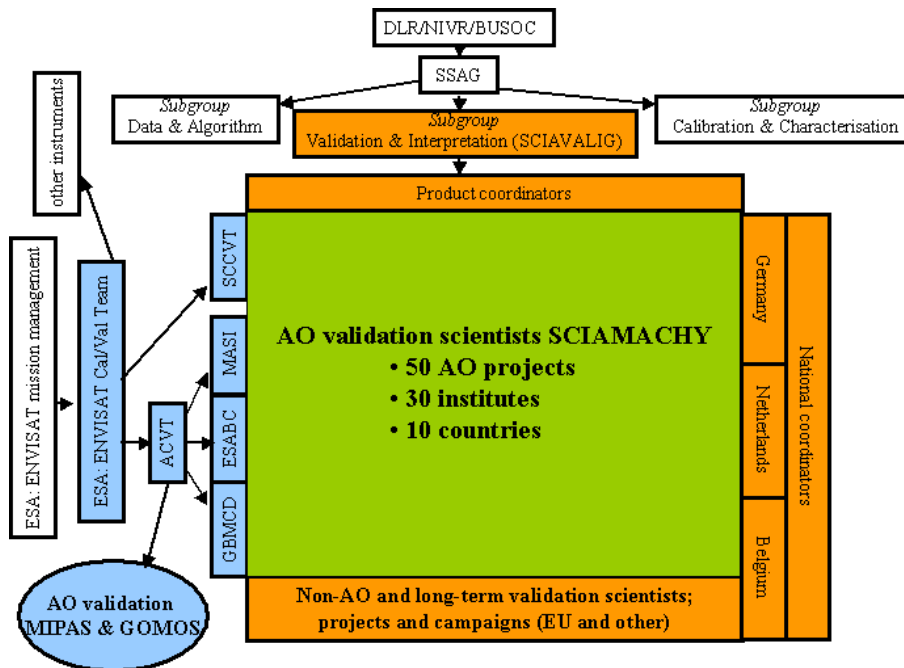 DLR/NIVR/BUSOC
SSAG
Subgroup
Data & Algorithm
Subgroup
Validation & Interpretation (SCIAVALIG)
Subgroup
Calibration & Characterisation
other instruments
Product coordinators
ESA: ENVISAT mission management
ESA: ENVISAT Cal/Val Team
ACVT
SCCVT
MASI
ESABC
GBMCD
AO validation scientists SCIAMACHY
• 50 AO projects
• 30 institutes
• 10 countries
Germany
Netherlands
Belgium
National coordinators
AO validation
MIPAS & GOMOS
Non-AO and long-term validation scientists;
projects and campaigns (EU and other)